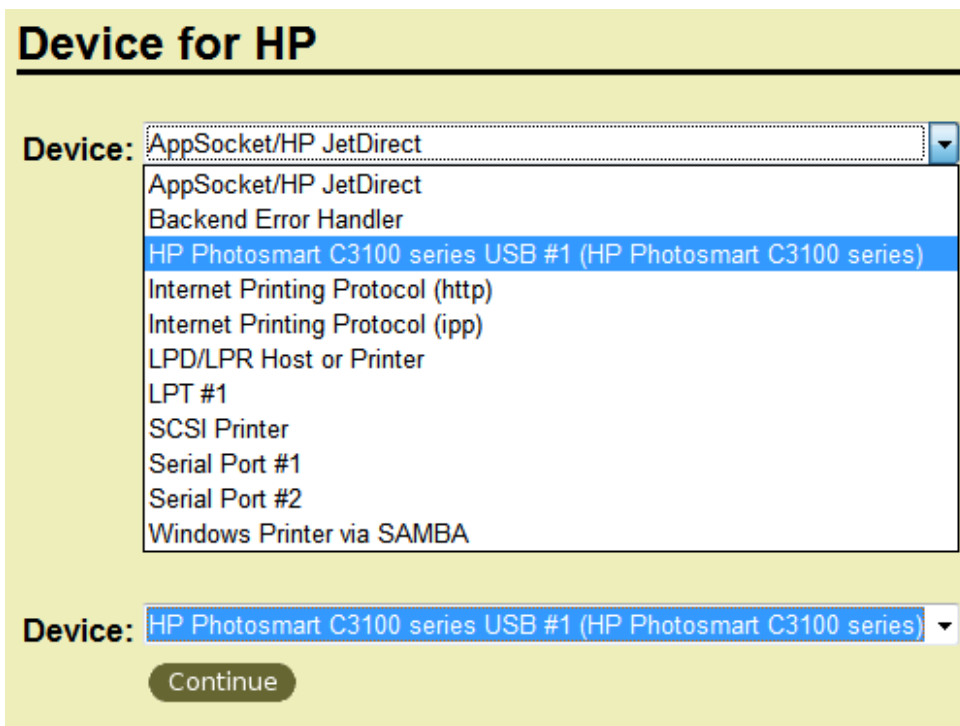 Device for HP
Device: AppSocket/HP JetDirect
AppSocket/HP JetDirect
Backend Error Handler
HP Photosmart C3100 series USB #1 (HP Photosmart C3100 series)
Internet Printing Protocol (http)
Internet Printing Protocol (ipp)
LPD/LPR Host or Printer
LPT #1
SCSI Printer
Serial Port #1
Serial Port #2
Windows Printer via SAMBA
Device: HP Photosmart C3100 series USB #1 (HP Photosmart C3100 series)
Continue